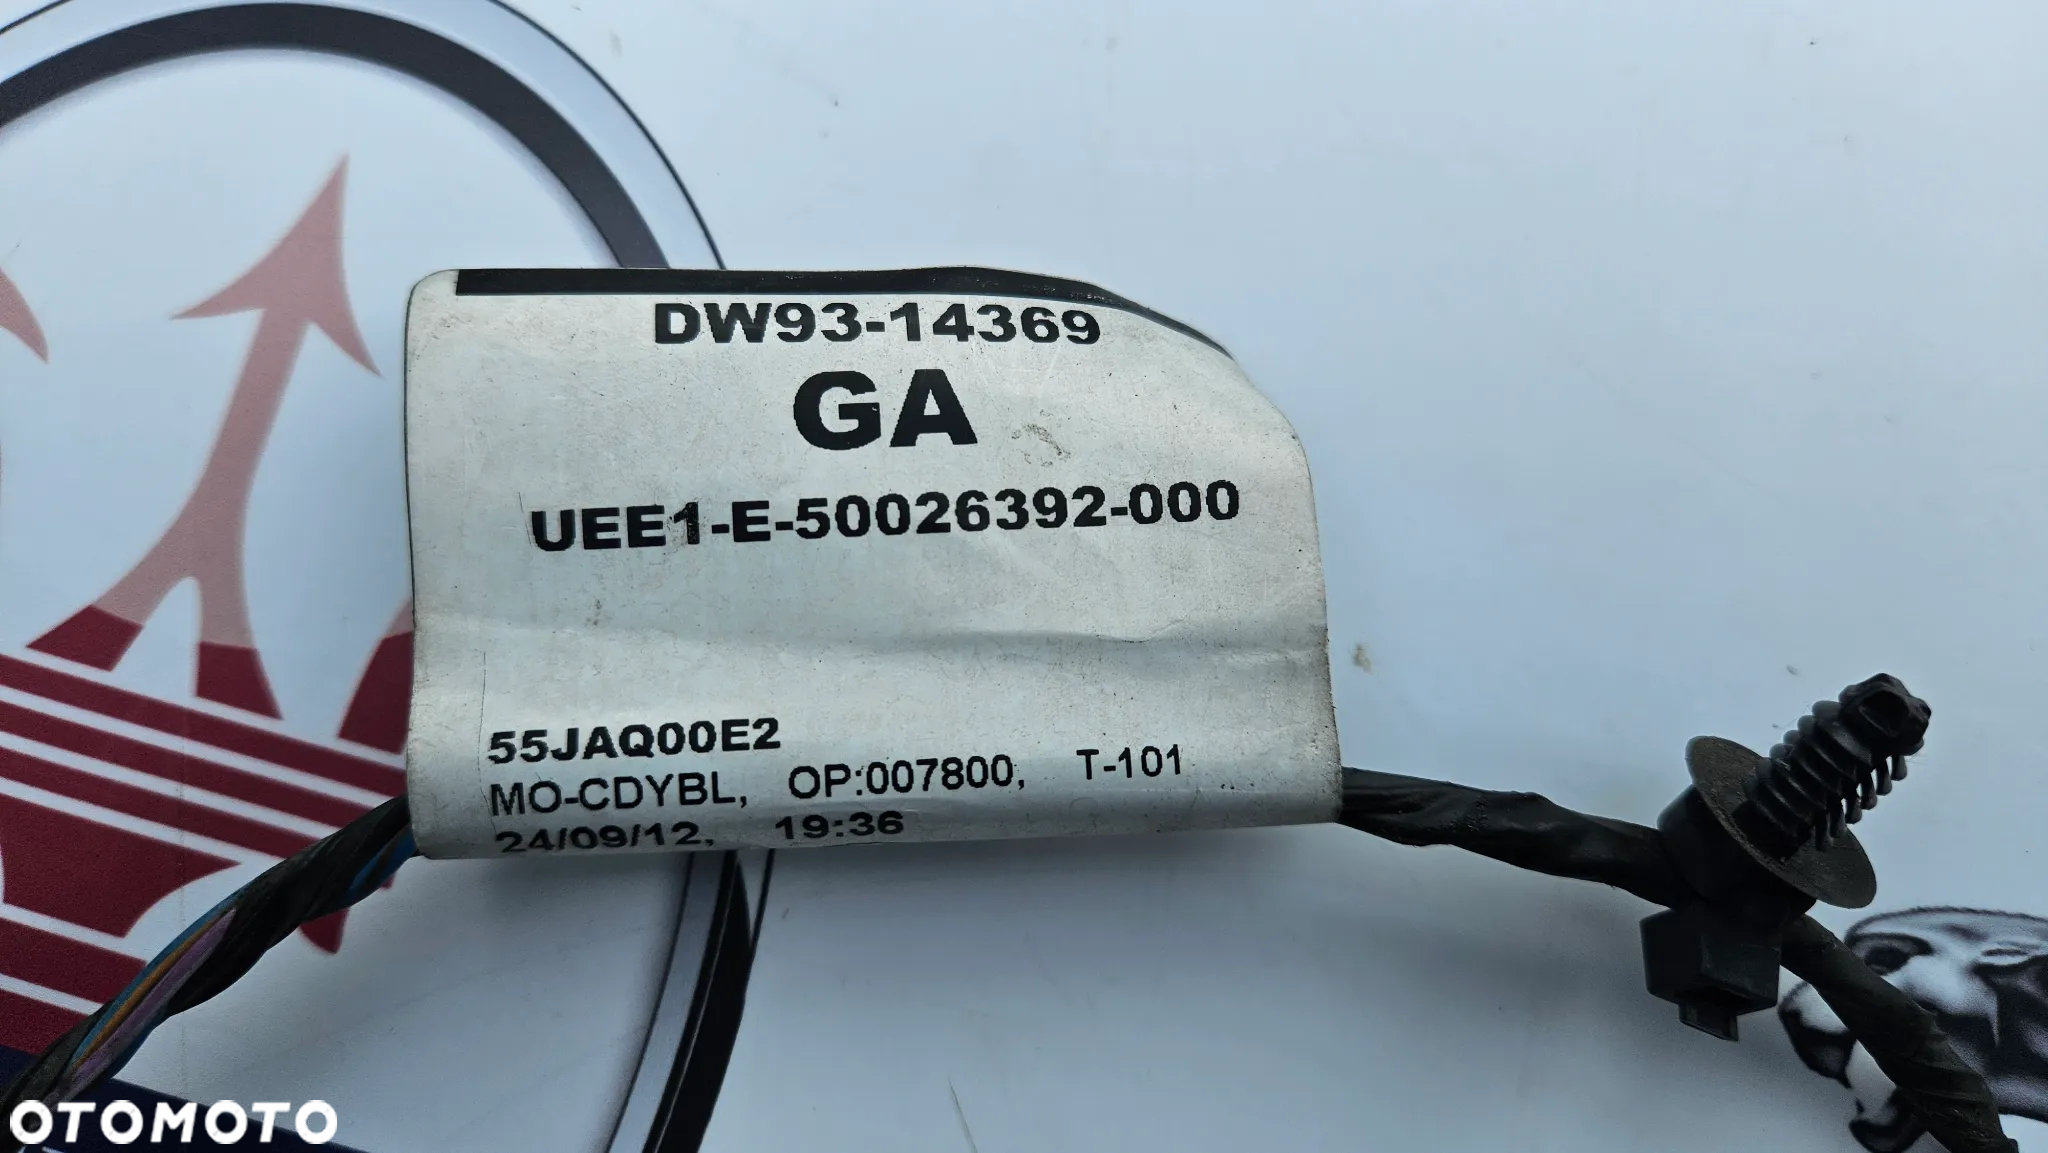 DW93-14369
GA
UEE1-E-50026392-000
55JAQ00E2
MO-CDYBL, OP:007800, T-101
24/09/12, 19:36
OTOMOTO